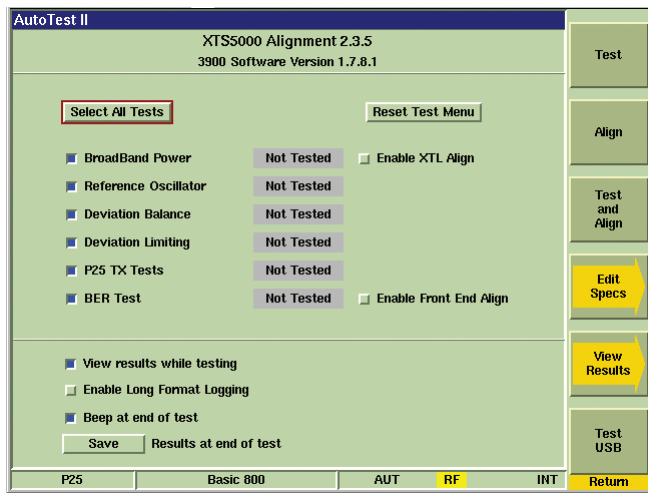 AutoTest II
XTS5000 Alignment 2.3.5
3900 Software Version 1.7.8.1
Select All Tests
Reset Test Menu
BroadBand Power Not Tested Enable XTL Align
Reference Oscillator Not Tested
Deviation Balance Not Tested
Deviation Limiting Not Tested
P25 TX Tests Not Tested
BER Test Not Tested Enable Front End Align
View results while testing
Enable Long Format Logging
Beep at end of test
Save Results at end of test
P25 Basic 800 AUT RF INT
Test
Align
Test
and
Align
Edit
Specs
View
Results
Test
USB
Return